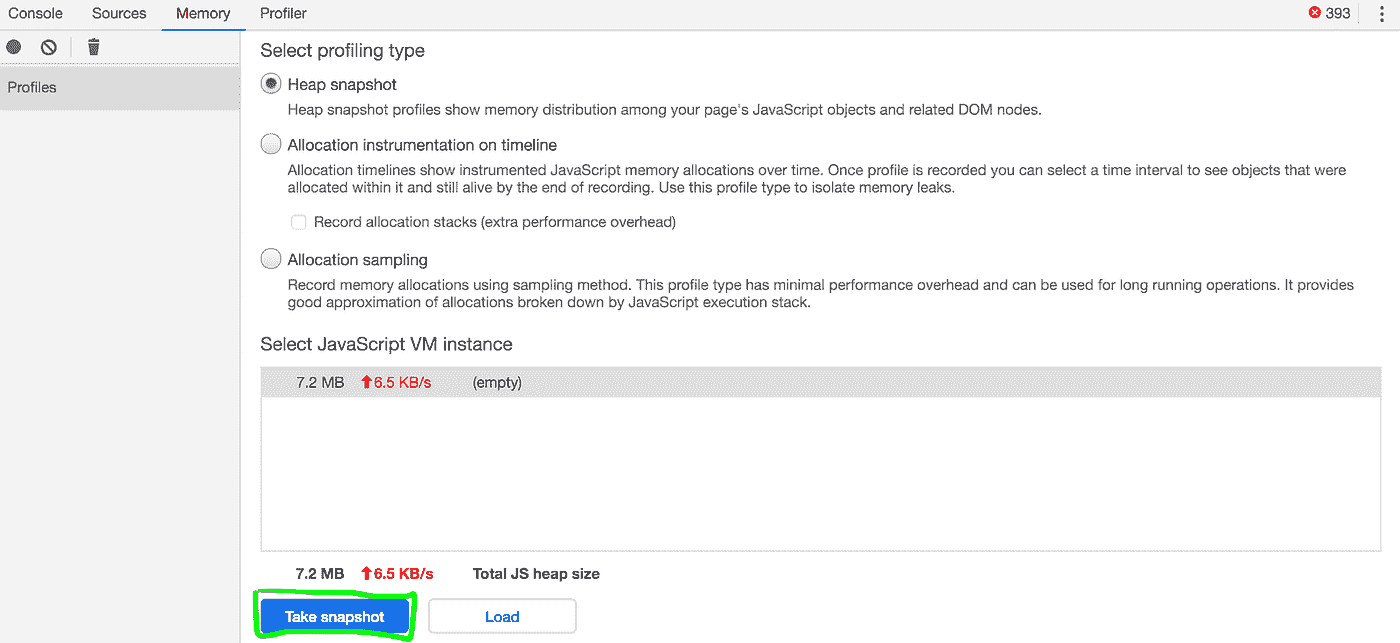 Console Sources Memory Profiler 393
Profiles
Select profiling type
Heap snapshot
Heap snapshot profiles show memory distribution among your page's JavaScript objects and related DOM nodes.
Allocation instrumentation on timeline
Allocation timelines show instrumented JavaScript memory allocations over time. Once profile is recorded you can select a time interval to see objects that were
allocated within it and still alive by the end of recording. Use this profile type to isolate memory leaks.
Record allocation stacks (extra performance overhead)
Allocation sampling
Record memory allocations using sampling method. This profile type has minimal performance overhead and can be used for long running operations. It provides
good approximation of allocations broken down by JavaScript execution stack.
Select JavaScript VM instance
7.2 MB 6.5 KB/s (empty)
7.2 MB 6.5 KB/s Total JS heap size
Take snapshot Load